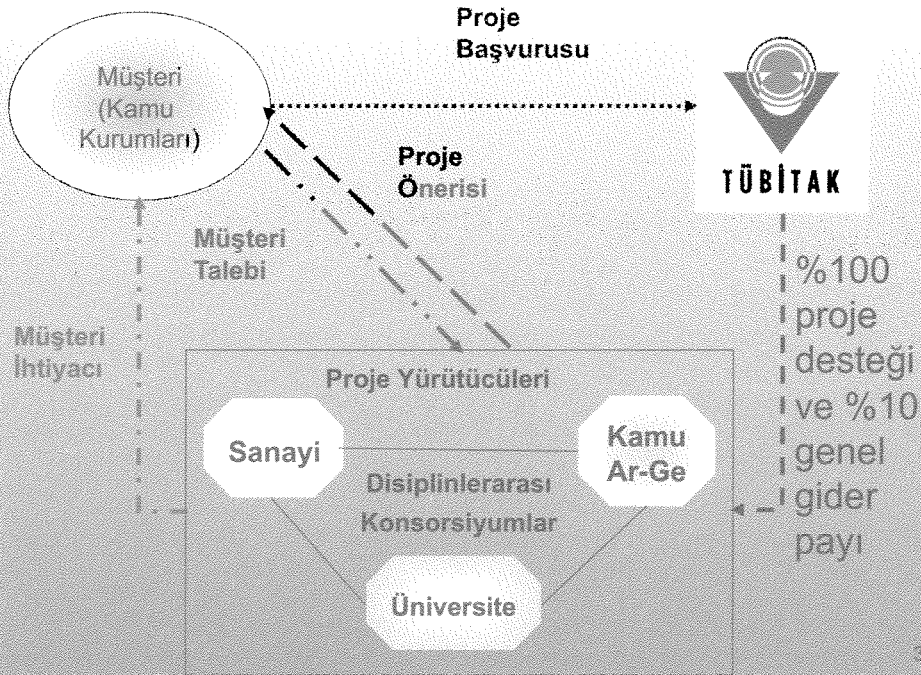 Proje
Başvurusu
Müşteri
(Kamu
Kurumları)
TÜBİTAK
Proje
Önerisi
Müşteri
Talebi
Müşteri
İhtiyacı
%100
proje
desteği
ve %10
genel
gider
payı
Proje Yürütücüleri
Sanayi
Kamu
Ar-Ge
Disiplinlerarası
Konsorsiyumlar
Üniversite